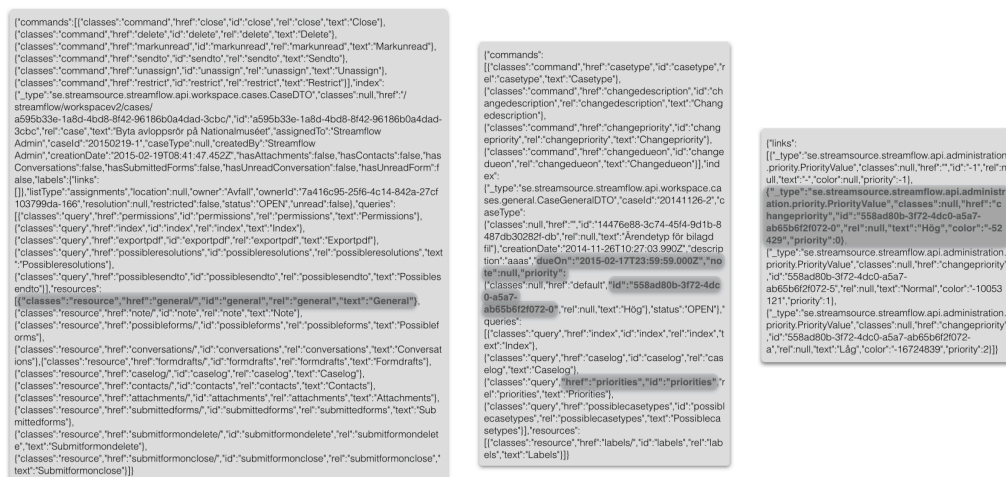 {"commands":[{"classes":"command","href":"close","id":"close","rel":"close","text":"Close"},
{"classes":"command","href":"delete","id":"delete","rel":"delete","text":"Delete"},
{"classes":"command","href":"markunread","id":"markunread","rel":"markunread","text":"Markunread"},
{"classes":"command","href":"sendto","id":"sendto","rel":"sendto","text":"Sendto"},
{"classes":"command","href":"unassign","id":"unassign","rel":"unassign","text":"Unassign"},
{"classes":"command","href":"restrict","id":"restrict","rel":"restrict","text":"Restrict"}],"index":
{"_type":"se.streamsource.streamflow.api.workspace.cases.CaseDTO","classes":null,"href":"/
streamflow/workspacev2/cases/
a595b33e-1a8d-4bd8-8f42-96186b0a4dad-3cbc/","id":"a595b33e-1a8d-4bd8-8f42-96186b0a4dad-
3cbc","rel":"case","text":"Byta avloppsrör på Nationalmuséet","assignedTo":"Streamflow
Admin","caseId":"20150219-1","caseType":null,"createdBy":"Streamflow
Admin","creationDate":"2015-02-19T08:41:47.452Z","hasAttachments":false,"hasContacts":false,"has
Conversations":false,"hasSubmittedForms":false,"hasUnreadConversation":false,"hasUnreadForm":f
alse,"labels":{"links":
[]},"listType":"assignments","location":null,"owner":"Avfall","ownerId":"7a416c95-25f6-4c14-842a-27cf
103799da-166","resolution":null,"restricted":false,"status":"OPEN","unread":false},"queries":
[{"classes":"query","href":"permissions","id":"permissions","rel":"permissions","text":"Permissions"},
{"classes":"query","href":"index","id":"index","rel":"index","text":"Index"},
{"classes":"query","href":"exportpdf","id":"exportpdf","rel":"exportpdf","text":"Exportpdf"},
{"classes":"query","href":"possibleresolutions","id":"possibleresolutions","rel":"possibleresolutions","text
":"Possibleresolutions"},
{"classes":"query","href":"possiblesendto","id":"possiblesendto","rel":"possiblesendto","text":"Possibles
endto"}],"resources":
[{"classes":"resource","href":"general/","id":"general","rel":"general","text":"General"},
{"classes":"resource","href":"note/","id":"note","rel":"note","text":"Note"},
{"classes":"resource","href":"possibleforms/","id":"possibleforms","rel":"possibleforms","text":"Possiblef
orms"},
{"classes":"resource","href":"conversations/","id":"conversations","rel":"conversations","text":"Conversat
ions"},{"classes":"resource","href":"formdrafts/","id":"formdrafts","rel":"formdrafts","text":"Formdrafts"},
{"classes":"resource","href":"caselog/","id":"caselog","rel":"caselog","text":"Caselog"},
{"classes":"resource","href":"contacts/","id":"contacts","rel":"contacts","text":"Contacts"},
{"classes":"resource","href":"attachments/","id":"attachments","rel":"attachments","text":"Attachments"},
{"classes":"resource","href":"submittedforms/","id":"submittedforms","rel":"submittedforms","text":"Sub
mittedforms"},
{"classes":"resource","href":"submitformondelete/","id":"submitformondelete","rel":"submitformondelet
e","text":"Submitformondelete"},
{"classes":"resource","href":"submitformonclose/","id":"submitformonclose","rel":"submitformonclose","
text":"Submitformonclose"}]}
{"commands":
[{"classes":"command","href":"casetype","id":"casetype","r
el":"casetype","text":"Casetype"},
{"classes":"command","href":"changedescription","id":"ch
angedescription","rel":"changedescription","text":"Chang
edescription"},
{"classes":"command","href":"changepriority","id":"chang
epriority","rel":"changepriority","text":"Changepriority"},
{"classes":"command","href":"changedueon","id":"change
dueon","rel":"changedueon","text":"Changedueon"}],"ind
ex":
{"_type":"se.streamsource.streamflow.api.workspace.ca
ses.general.CaseGeneralDTO","caseId":"20141126-2","c
aseType":
{"classes":null,"href":"","id":"14476e88-3c74-45f4-9d1b-8
487db30282f-db","rel":null,"text":"Ärendetyp för bilagd
fil"},"creationDate":"2014-11-26T10:27:03.990Z","descrip
tion":"aaas","dueOn":"2015-02-17T23:59:59.000Z","no
te":null,"priority":
{"classes":null,"href":"default","id":"558ad80b-3f72-4dc
0-a5a7-
ab65b6f2f072-0","rel":null,"text":"Hög"},"status":"OPEN"},"
queries":
[{"classes":"query","href":"index","id":"index","rel":"index","t
ext":"Index"},
{"classes":"query","href":"caselog","id":"caselog","rel":"cas
elog","text":"Caselog"},
{"classes":"query","href":"priorities","id":"priorities","r
el":"priorities","text":"Priorities"},
{"classes":"query","href":"possiblecasetypes","id":"possibl
ecasetypes","rel":"possiblecasetypes","text":"Possibleca
setypes"}],"resources":
[{"classes":"resource","href":"labels/","id":"labels","rel":"lab
els","text":"Labels"}]}
{"links":
[{"_type":"se.streamsource.streamflow.api.administration
.priority.PriorityValue","classes":null,"href":"","id":"-1","rel":n
ull,"text":"-","color":null,"priority":-1},
{"_type":"se.streamsource.streamflow.api.administr
ation.priority.PriorityValue","classes":null,"href":"c
hangepriority","id":"558ad80b-3f72-4dc0-a5a7-
ab65b6f2f072-0","rel":null,"text":"Hög","color":"-52
429","priority":0},
{"_type":"se.streamsource.streamflow.api.administration.
priority.PriorityValue","classes":null,"href":"changepriority"
,"id":"558ad80b-3f72-4dc0-a5a7-
ab65b6f2f072-5","rel":null,"text":"Normal","color":"-10053
121","priority":1},
{"_type":"se.streamsource.streamflow.api.administration.
priority.PriorityValue","classes":null,"href":"changepriority"
,"id":"558ad80b-3f72-4dc0-a5a7-ab65b6f2f072-
a","rel":null,"text":"Låg","color":"-16724839","priority":2}]}